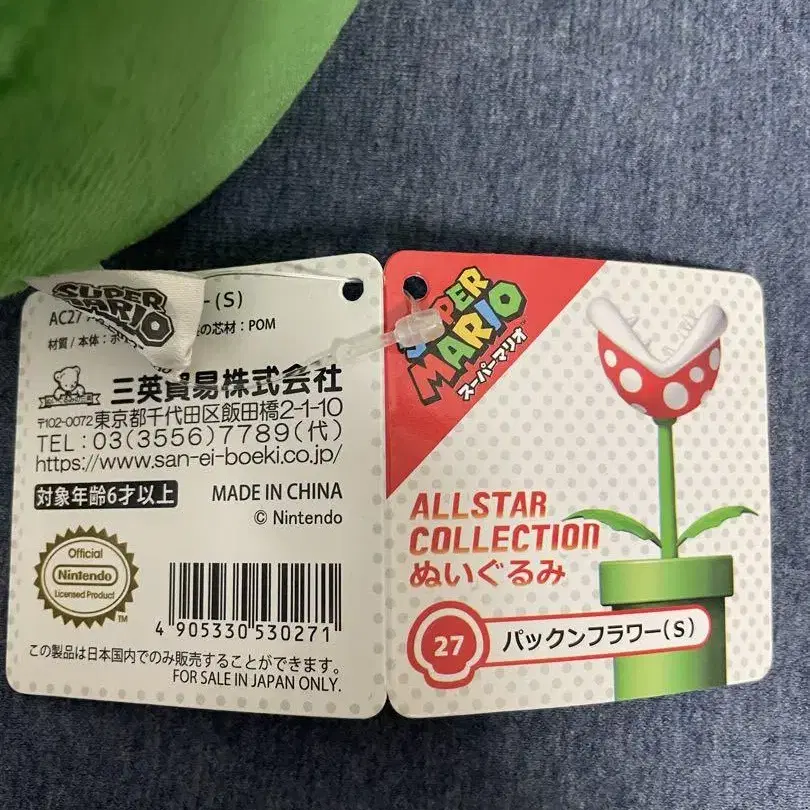 SUPER
MARIO
ー(S)
AC27
の芯材：POM
材質/本体：ポリ
三英貿易株式会社
〒102-0072 東京都千代田区飯田橋2-1-10
TEL：03(3556)7789(代)
https://www.san-ei-boeki.co.jp/
対象年齢6才以上
MADE IN CHINA
© Nintendo
Official
Nintendo
Licensed Product
TM
4 905330 530271
この製品は日本国内でのみ販売することができます。
FOR SALE IN JAPAN ONLY.
SUPER
MARIO
スーパーマリオ
ALLSTAR
COLLECTION
ぬいぐるみ
27
パックンフラワー(S)